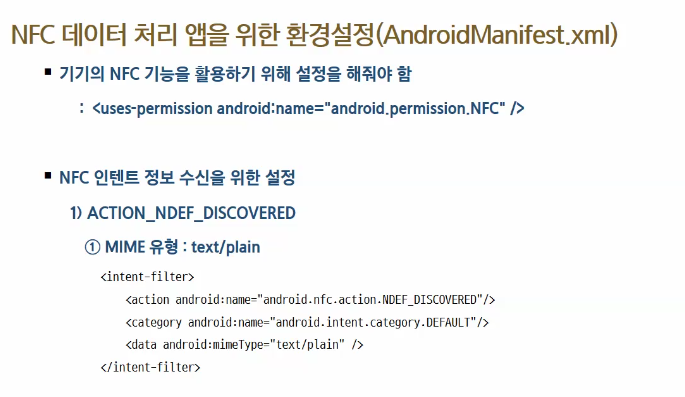 NFC 데이터 처리 앱을 위한 환경설정(AndroidManifest.xml)
▪ 기기의 NFC 기능을 활용하기 위해 설정을 해줘야 함
: <uses-permission android:name="android.permission.NFC" />
▪ NFC 인텐트 정보 수신을 위한 설정
1) ACTION_NDEF_DISCOVERED
① MIME 유형 : text/plain
<intent-filter>
<action android:name="android.nfc.action.NDEF_DISCOVERED"/>
<category android:name="android.intent.category.DEFAULT"/>
<data android:mimeType="text/plain" />
</intent-filter>